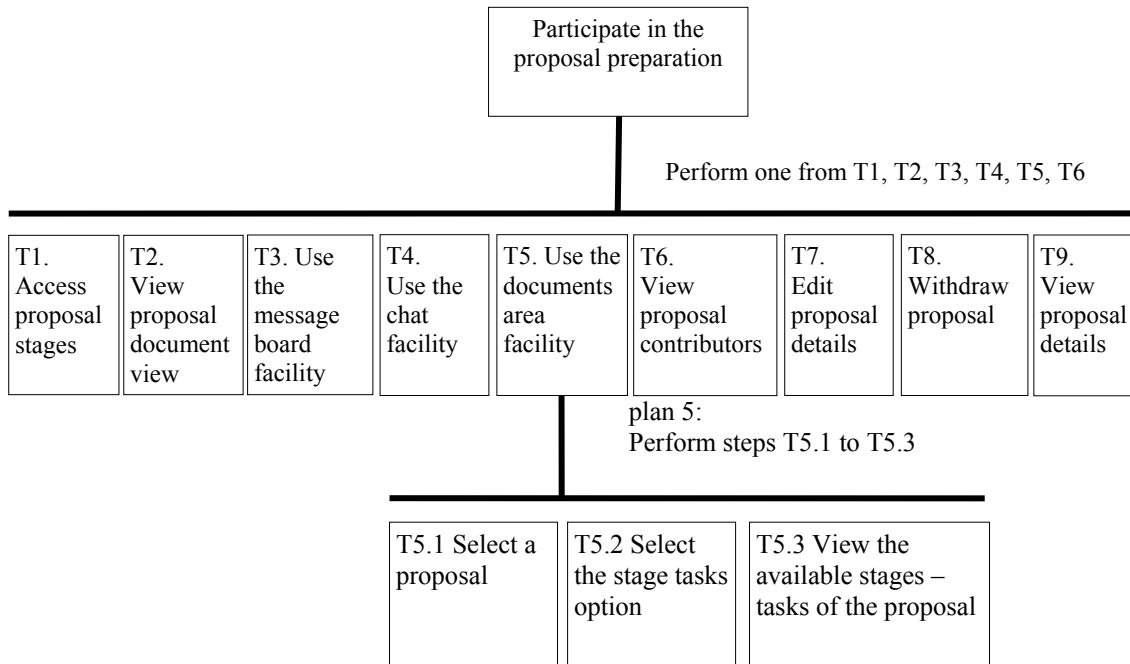 Participate in the
proposal preparation
Perform one from T1, T2, T3, T4, T5, T6
T1.
Access
proposal
stages
T2.
View
proposal
document
view
T3. Use
the
message
board
facility
T4.
Use the
chat
facility
T5. Use the
documents
area
facility
T6.
View
proposal
contributors
T7.
Edit
proposal
details
T8.
Withdraw
proposal
T9.
View
proposal
details
plan 5:
Perform steps T5.1 to T5.3
T5.1 Select a
proposal
T5.2 Select
the stage tasks
option
T5.3 View the
available stages –
tasks of the proposal